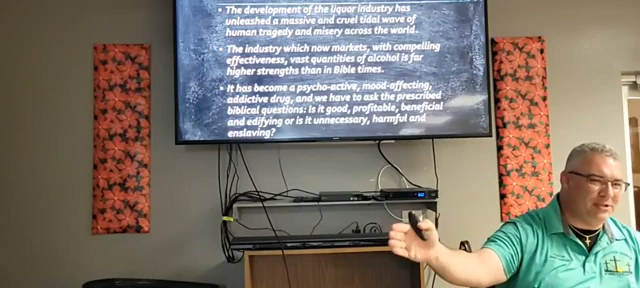 • The development of the liquor industry has
unleashed a massive and cruel tidal wave of
human tragedy and misery across the world.
• The industry which now markets, with compelling
effectiveness, vast quantities of alcohol is far
higher strengths than in Bible times.
• It has become a psycho-active, mood-affecting,
addictive drug, and we have to ask the prescribed
biblical questions: Is it good, profitable, beneficial
and edifying or is it unnecessary, harmful and
enslaving?